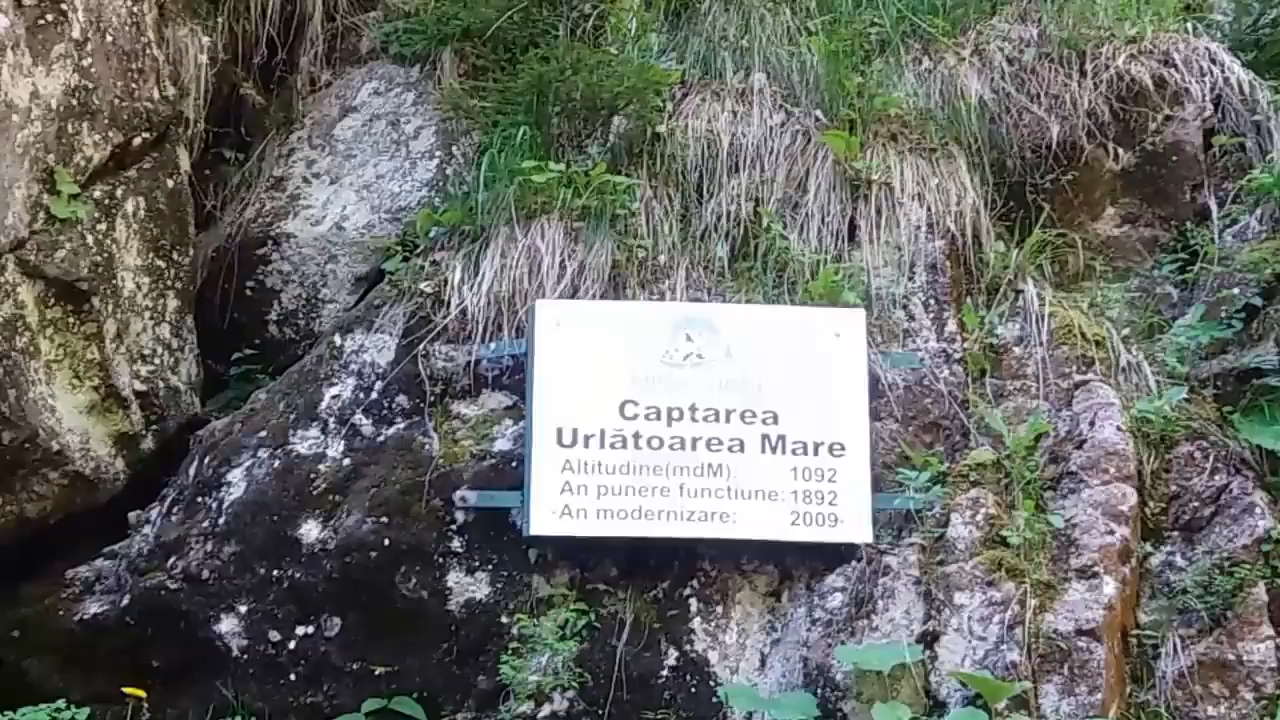 Captarea
Urlătoarea Mare
Altitudine(mdM): 1092
An punere functiune: 1892
An modernizare: 2009